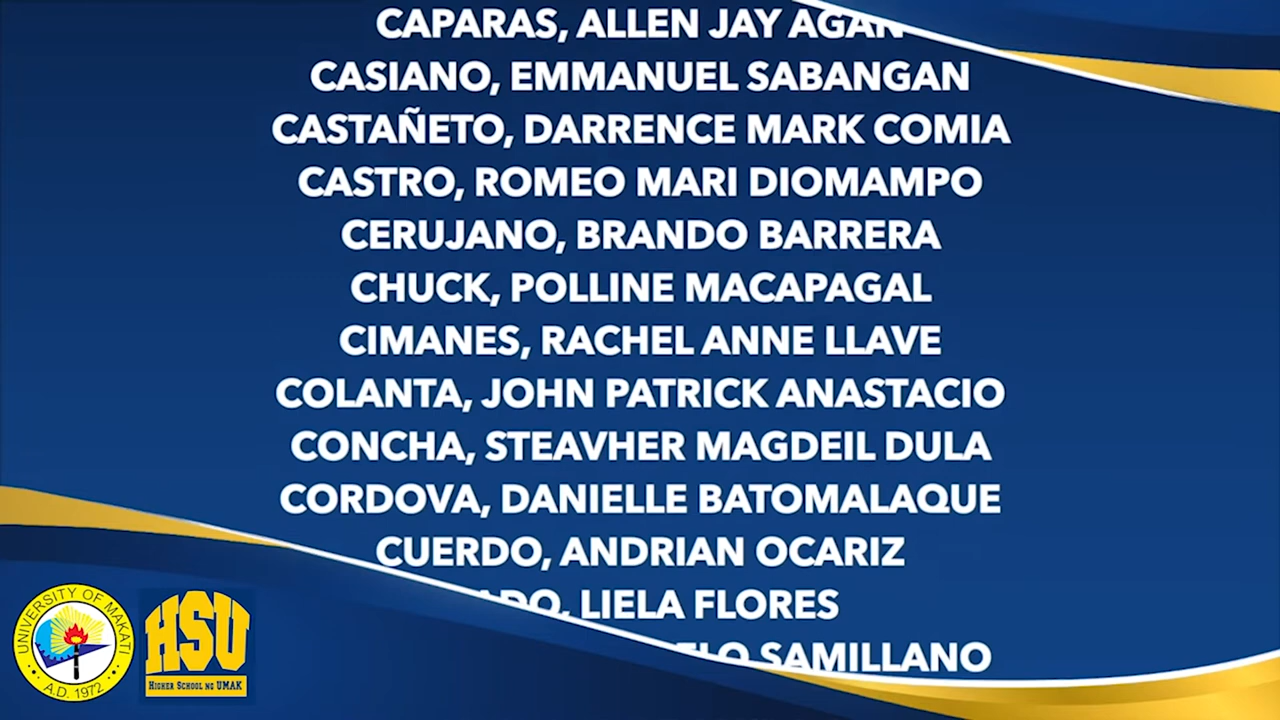 CAPARAS, ALLEN JAY AGAN
CASIANO, EMMANUEL SABANGAN
CASTAÑETO, DARRENCE MARK COMIA
CASTRO, ROMEO MARI DIOMAMPO
CERUJANO, BRANDO BARRERA
CHUCK, POLLINE MACAPAGAL
CIMANES, RACHEL ANNE LLAVE
COLANTA, JOHN PATRICK ANASTACIO
CONCHA, STEAVHER MAGDEIL DULA
CORDOVA, DANIELLE BATOMALAQUE
CUERDO, ANDRIAN OCARIZ
LIELA FLORES
SAMILLANO
UNIVERSITY OF MAKATI
A.D. 1972
HSU
HIGHER SCHOOL NG UMAK